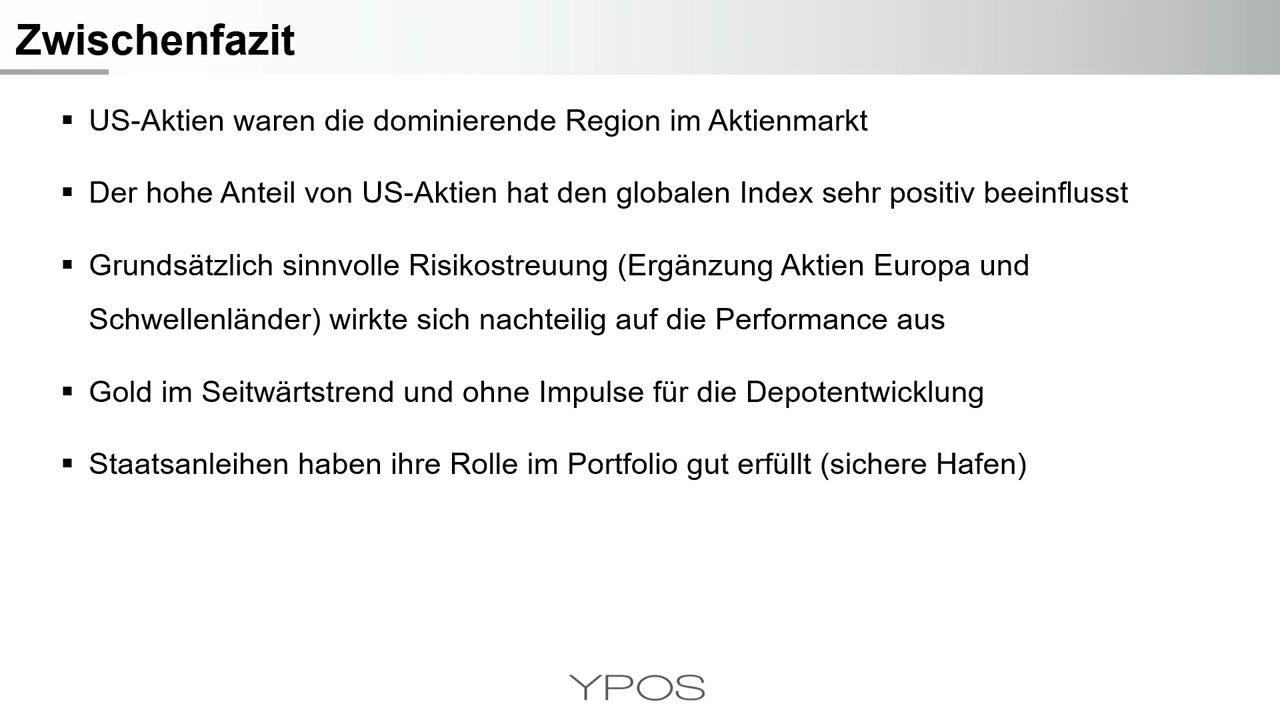 Zwischenfazit
▪ US-Aktien waren die dominierende Region im Aktienmarkt
▪ Der hohe Anteil von US-Aktien hat den globalen Index sehr positiv beeinflusst
▪ Grundsätzlich sinnvolle Risikostreuung (Ergänzung Aktien Europa und
Schwellenländer) wirkte sich nachteilig auf die Performance aus
▪ Gold im Seitwärtstrend und ohne Impulse für die Depotentwicklung
▪ Staatsanleihen haben ihre Rolle im Portfolio gut erfüllt (sichere Hafen)
YPOS